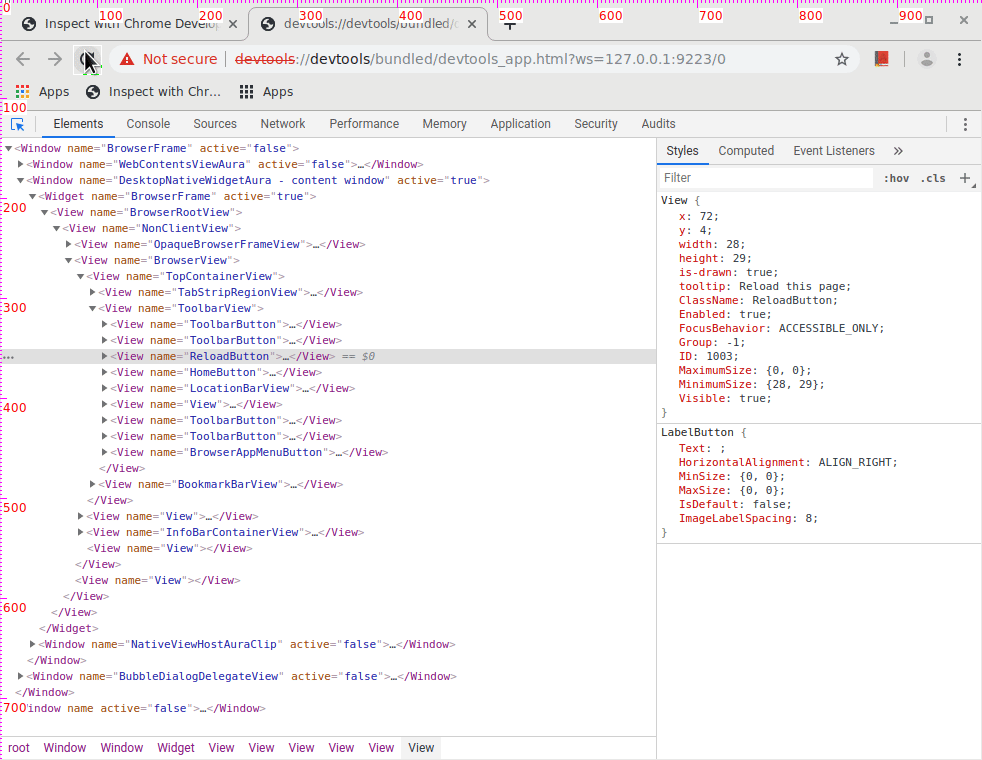 0 100 200 300 400 500 600 700 800 900
Inspect with Chrome Develop
devtools://devtools/bundled/d
Not secure devtools://devtools/bundled/devtools_app.html?ws=127.0.0.1:9223/0
Apps Inspect with Chr... Apps
100
Elements Console Sources Network Performance Memory Application Security Audits
<Window name="BrowserFrame" active="false">
<Window name="WebContentsViewAura" active="false">…</Window>
<Window name="DesktopNativeWidgetAura - content window" active="true">
<Widget name="BrowserFrame" active="true">
200
<View name="BrowserRootView">
<View name="NonClientView">
<View name="OpaqueBrowserFrameView">…</View>
<View name="BrowserView">
<View name="TopContainerView">
<View name="TabStripRegionView">…</View>
300
<View name="ToolbarView">
<View name="ToolbarButton">…</View>
<View name="ToolbarButton">…</View>
… <View name="ReloadButton">…</View> == $0
<View name="HomeButton">…</View>
<View name="LocationBarView">…</View>
400
<View name="View">…</View>
<View name="ToolbarButton">…</View>
<View name="ToolbarButton">…</View>
<View name="BrowserAppMenuButton">…</View>
</View>
<View name="BookmarkBarView">…</View>
</View>
500
<View name="View">…</View>
<View name="InfoBarContainerView">…</View>
<View name="View"></View>
</View>
<View name="View"></View>
</View>
600
</View>
</Widget>
<Window name="NativeViewHostAuraClip" active="false">…</Window>
</Window>
<Window name="BubbleDialogDelegateView" active="false">…</Window>
</Window>
700
indow name active="false">…</Window>
root Window Window Widget View View View View View View
Styles Computed Event Listeners »
Filter :hov .cls +
View {
x: 72;
y: 4;
width: 28;
height: 29;
is-drawn: true;
tooltip: Reload this page;
ClassName: ReloadButton;
Enabled: true;
FocusBehavior: ACCESSIBLE_ONLY;
Group: -1;
ID: 1003;
MaximumSize: {0, 0};
MinimumSize: {28, 29};
Visible: true;
}
LabelButton {
Text: ;
HorizontalAlignment: ALIGN_RIGHT;
MinSize: {0, 0};
MaxSize: {0, 0};
IsDefault: false;
ImageLabelSpacing: 8;
}